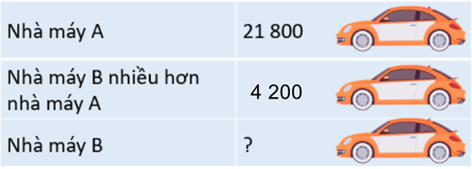 Nhà máy A 21 800
Nhà máy B nhiều hơn
nhà máy A 4 200
Nhà máy B ?